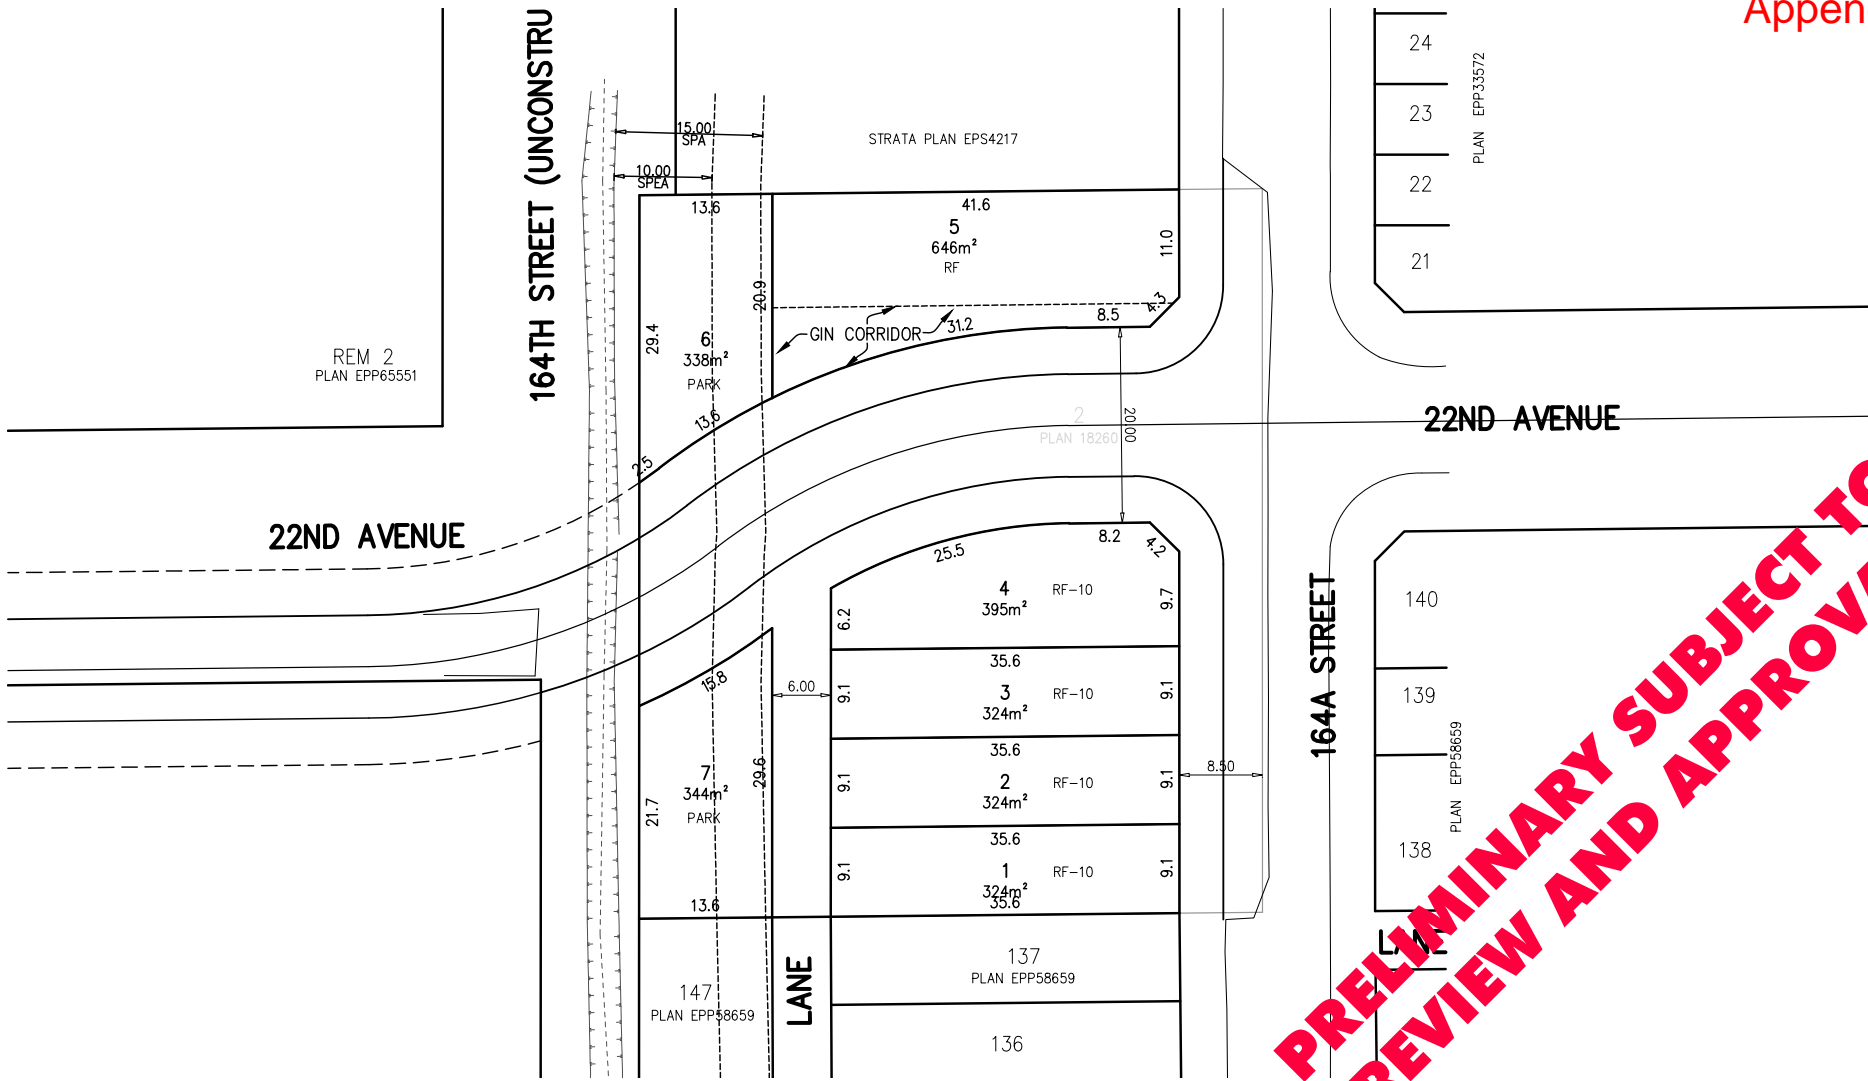 Appen
164TH STREET (UNCONSTRU
24
23
22
21
PLAN EPP33572
15.00
SPA
10.00
SPEA
STRATA PLAN EPS4217
13.6
41.6
5
646m²
RF
11.0
4.3
20.9
8.5
31.2
GIN CORRIDOR
29.4
6
338m²
PARK
13.6
2.5
REM 2
PLAN EPP65551
2
PLAN 18260
20.00
22ND AVENUE
22ND AVENUE
25.5
8.2
4.2
4
395m²
RF-10
6.2
9.7
35.6
3
324m²
RF-10
9.1
9.1
6.00
15.8
35.6
2
324m²
RF-10
9.1
9.1
8.50
7
344m²
PARK
21.7
29.6
35.6
1
324m²
35.6
RF-10
9.1
9.1
13.6
164A STREET
140
139
138
PLAN EPP58659
LANE
137
PLAN EPP58659
147
PLAN EPP58659
LANE
136
PRELIMINARY SUBJECT TO
REVIEW AND APPROVA